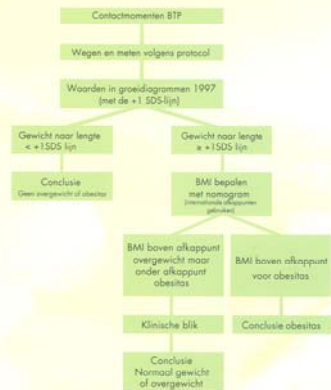 Contactmomenten BTP
Wegen en meten volgens protocol
Waarden in groeidiagrammen 1997
(met de +1 SDS-lijn)
Gewicht naar lengte
< +1SDS lijn
Gewicht naar lengte
≥ +1SDS lijn
Conclusie
Geen overgewicht of obesitas
BMI bepalen
met nomogram
(internationale afkappunten
gebruiken)
BMI boven afkappunt
overgewicht maar
onder afkappunt
obesitas
BMI boven afkappunt
voor obesitas
Klinische blik
Conclusie obesitas
Conclusie
Normaal gewicht
of overgewicht